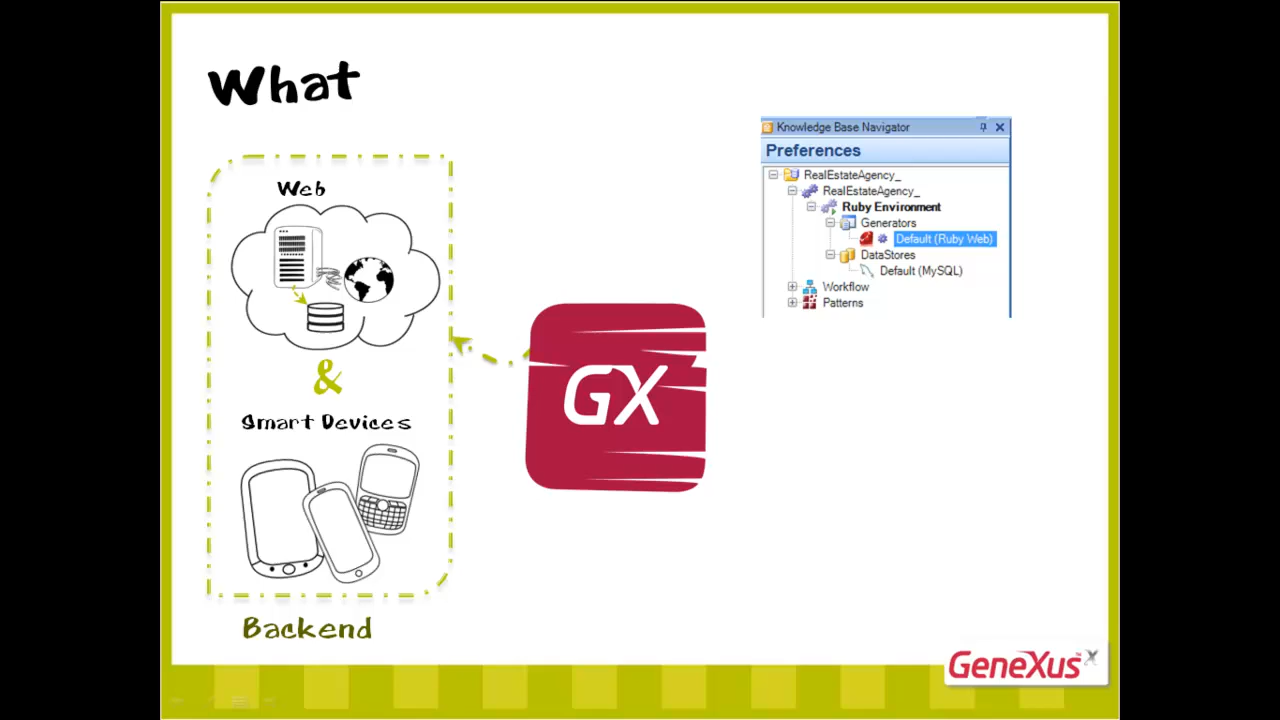 What
Web
&
Smart Devices
Backend
GX
Knowledge Base Navigator
Preferences
RealEstateAgency_
RealEstateAgency_
Ruby Environment
Generators
Default (Ruby Web)
DataStores
Default (MySQL)
Workflow
Patterns
GeneXus™ X